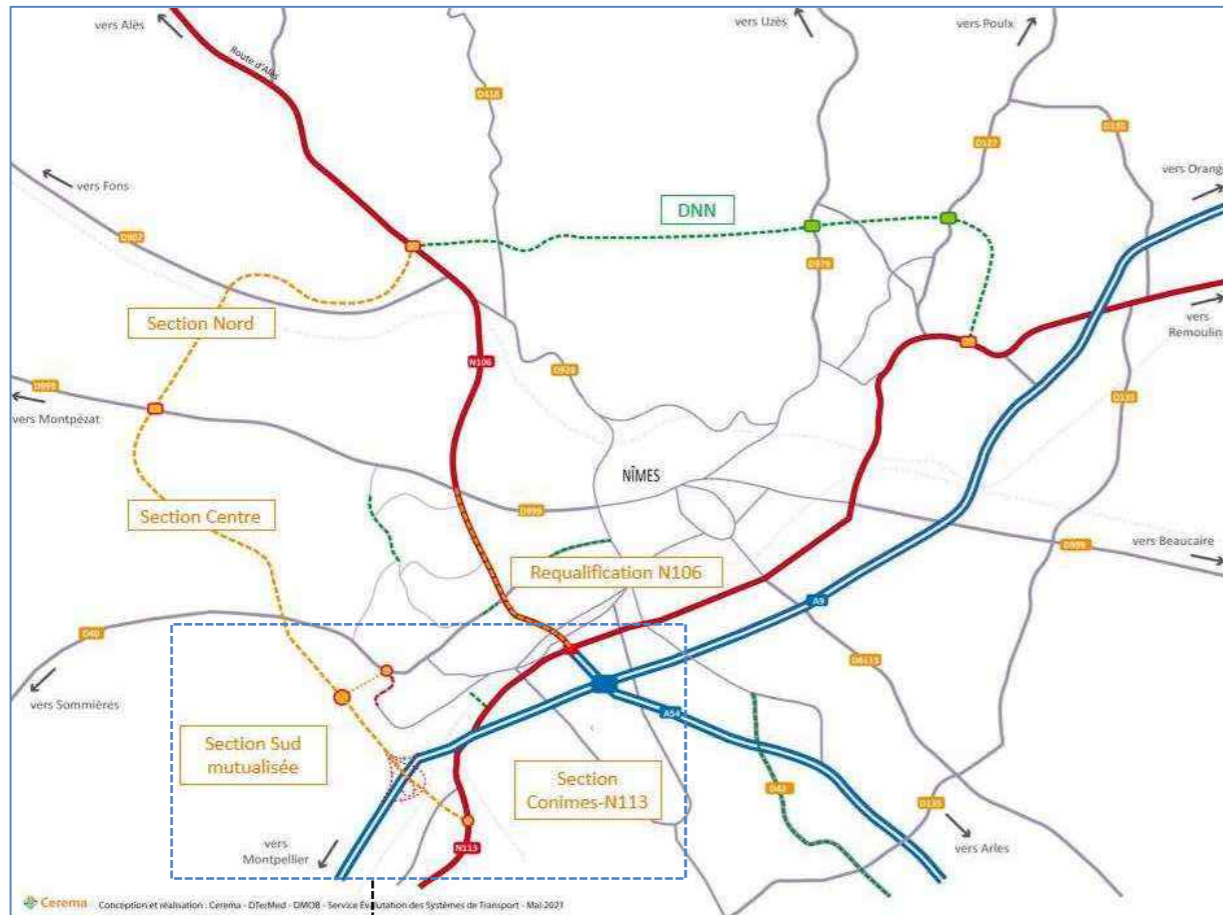 vers Alès
Route d'Alès
vers Uzès
vers Poulx
D418
D127
D135
vers Orange
vers Fons
DNN
D907
D979
Section Nord
vers
Remoulins
N106
D926
D999
vers Montpézat
D135
NÎMES
Section Centre
D999
vers Beaucaire
D999
Requalification N106
A9
D40
D6113
vers Sommières
A54
Section Sud
mutualisée
Section
Conimes-N113
D42
D135
vers
Montpellier
N113
vers Arles
Cerema Conception et réalisation : Cerema - DTerMed - DMOB - Service Évalutation des Systèmes de Transport - Mai-2021